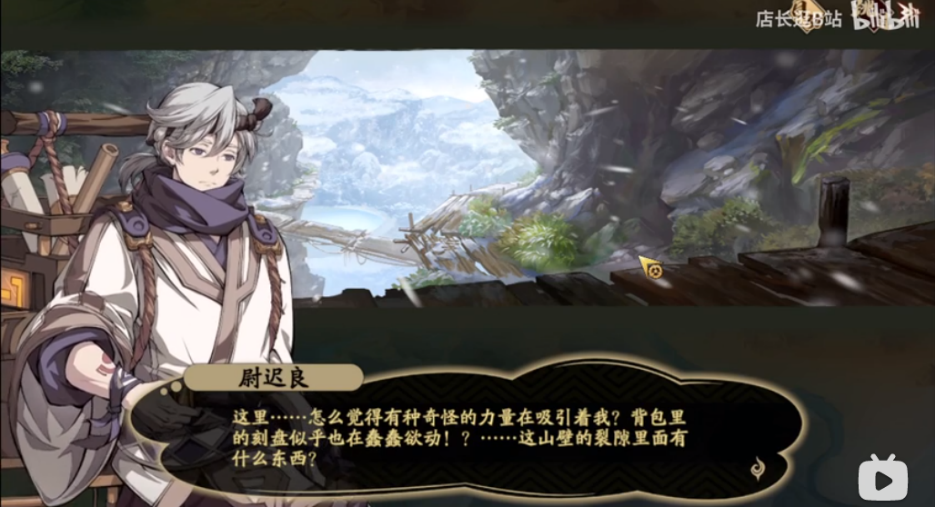 店长逛B站 bilibili
尉迟良
这里……怎么觉得有种奇怪的力量在吸引着我？背包里
的刻盘似乎也在蠢蠢欲动！？……这山壁的裂隙里面有
什么东西？